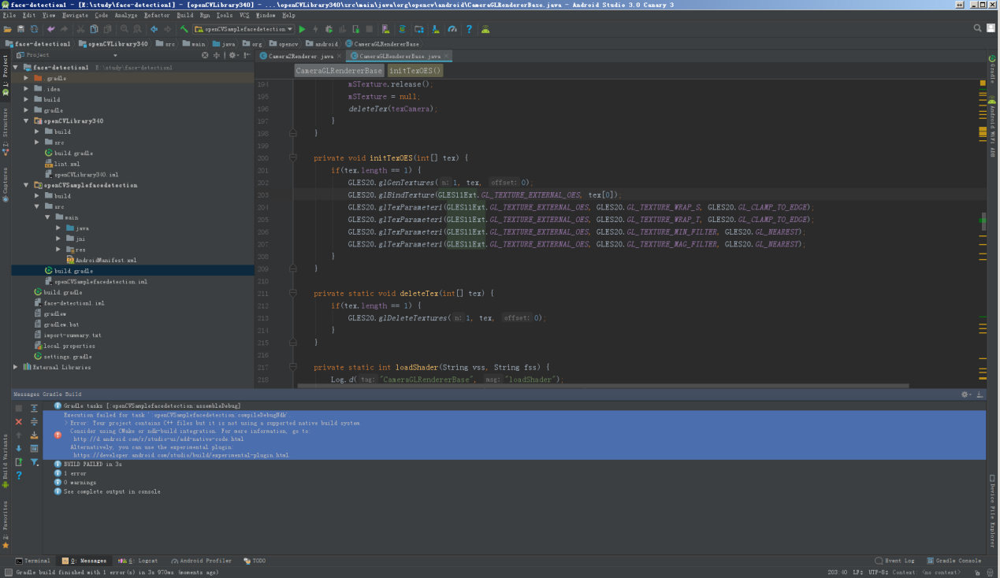 face-detection1 - [E:\study\face-detection1] - [openCVLibrary340] - ...\openCVLibrary340\src\main\java\org\opencv\android\CameraGLRendererBase.java - Android Studio 3.0 Canary 3
File Edit View Navigate Code Analyze Refactor Build Run Tools VCS Window Help
openCVSamplefacedetection
face-detection1 openCVLibrary340 src main java org opencv android CameraGLRendererBase
Project
Camera2Renderer.java × CameraGLRendererBase.java ×
CameraGLRendererBase initTexOES()
1: Project
Z: Structure
Captures
Build Variants
2: Favorites
face-detection1 E:\study\face-detection1
.gradle
.idea
build
gradle
openCVLibrary340
build
src
build.gradle
lint.xml
openCVLibrary340.iml
openCVSamplefacedetection
build
src
main
java
jni
res
AndroidManifest.xml
build.gradle
openCVSamplefacedetection.iml
build.gradle
face-detection1.iml
gradlew
gradlew.bat
import-summary.txt
local.properties
settings.gradle
External Libraries
194 mSTexture.release();
195 mSTexture = null;
196 deleteTex(texCamera);
197 }
198 }
199
200 private void initTexOES(int[] tex) {
201 if(tex.length == 1) {
202 GLES20.glGenTextures( n: 1, tex, offset: 0);
203 GLES20.glBindTexture(GLES11Ext.GL_TEXTURE_EXTERNAL_OES, tex[0]);
204 GLES20.glTexParameteri(GLES11Ext.GL_TEXTURE_EXTERNAL_OES, GLES20.GL_TEXTURE_WRAP_S, GLES20.GL_CLAMP_TO_EDGE);
205 GLES20.glTexParameteri(GLES11Ext.GL_TEXTURE_EXTERNAL_OES, GLES20.GL_TEXTURE_WRAP_T, GLES20.GL_CLAMP_TO_EDGE);
206 GLES20.glTexParameteri(GLES11Ext.GL_TEXTURE_EXTERNAL_OES, GLES20.GL_TEXTURE_MIN_FILTER, GLES20.GL_NEAREST);
207 GLES20.glTexParameteri(GLES11Ext.GL_TEXTURE_EXTERNAL_OES, GLES20.GL_TEXTURE_MAG_FILTER, GLES20.GL_NEAREST);
208 }
209 }
210
211 private static void deleteTex(int[] tex) {
212 if(tex.length == 1) {
213 GLES20.glDeleteTextures( n: 1, tex, offset: 0);
214 }
215 }
216
217 private static int loadShader(String vss, String fss) {
218 Log.d( tag: "CameraGLRendererBase", msg: "loadShader");
Gradle
Android WiFi ADB
Device File Explorer
Messages Gradle Build
Gradle tasks [:openCVSamplefacedetection:assembleDebug]
Execution failed for task ':openCVSamplefacedetection:compileDebugNdk'.
> Error: Your project contains C++ files but it is not using a supported native build system.
Consider using CMake or ndk-build integration. For more information, go to:
http://d.android.com/r/studio-ui/add-native-code.html
Alternatively, you can use the experimental plugin:
https://developer.android.com/studio/build/experimental-plugin.html
BUILD FAILED in 3s
1 error
0 warnings
See complete output in console
Terminal 0: Messages 6: Logcat Android Profiler TODO Event Log Gradle Console
Gradle build finished with 1 error(s) in 3s 970ms (moments ago) 203:40 LF÷ UTF-8÷ Context: <no context>